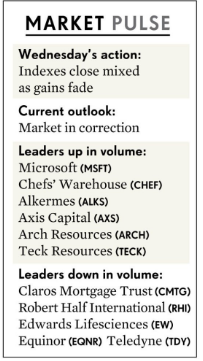 MARKET PULSE
Wednesday's action:
Indexes close mixed
as gains fade
Current outlook:
Market in correction
Leaders up in volume:
Microsoft (MSFT)
Chefs' Warehouse (CHEF)
Alkermes (ALKS)
Axis Capital (AXS)
Arch Resources (ARCH)
Teck Resources (TECK)
Leaders down in volume:
Claros Mortgage Trust (CMTG)
Robert Half International (RHI)
Edwards Lifesciences (EW)
Equinor (EQNR) Teledyne (TDY)